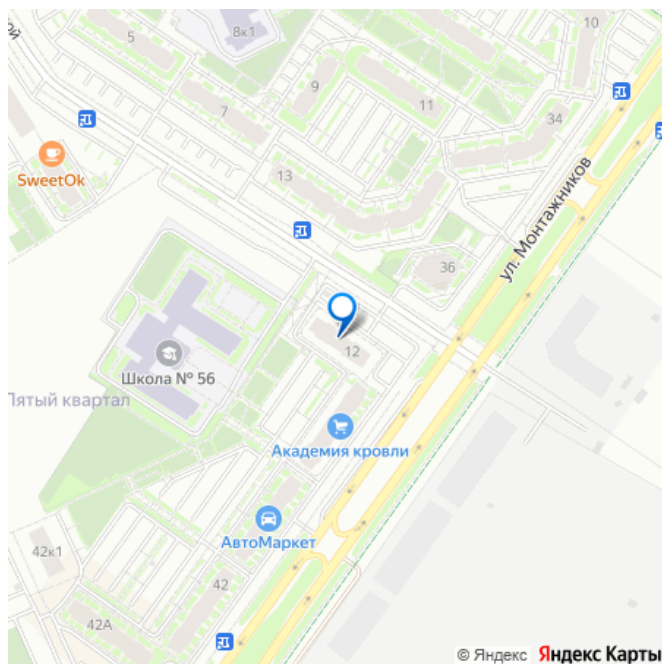 10
5
8к1
ой
9
7
11
34
SweetOk
13
ул. Монтажников
36
12
Школа № 56
Пятый квартал
Академия кровли
АвтоМаркет
42к1
42
42А
© Яндекс Яндекс Карты